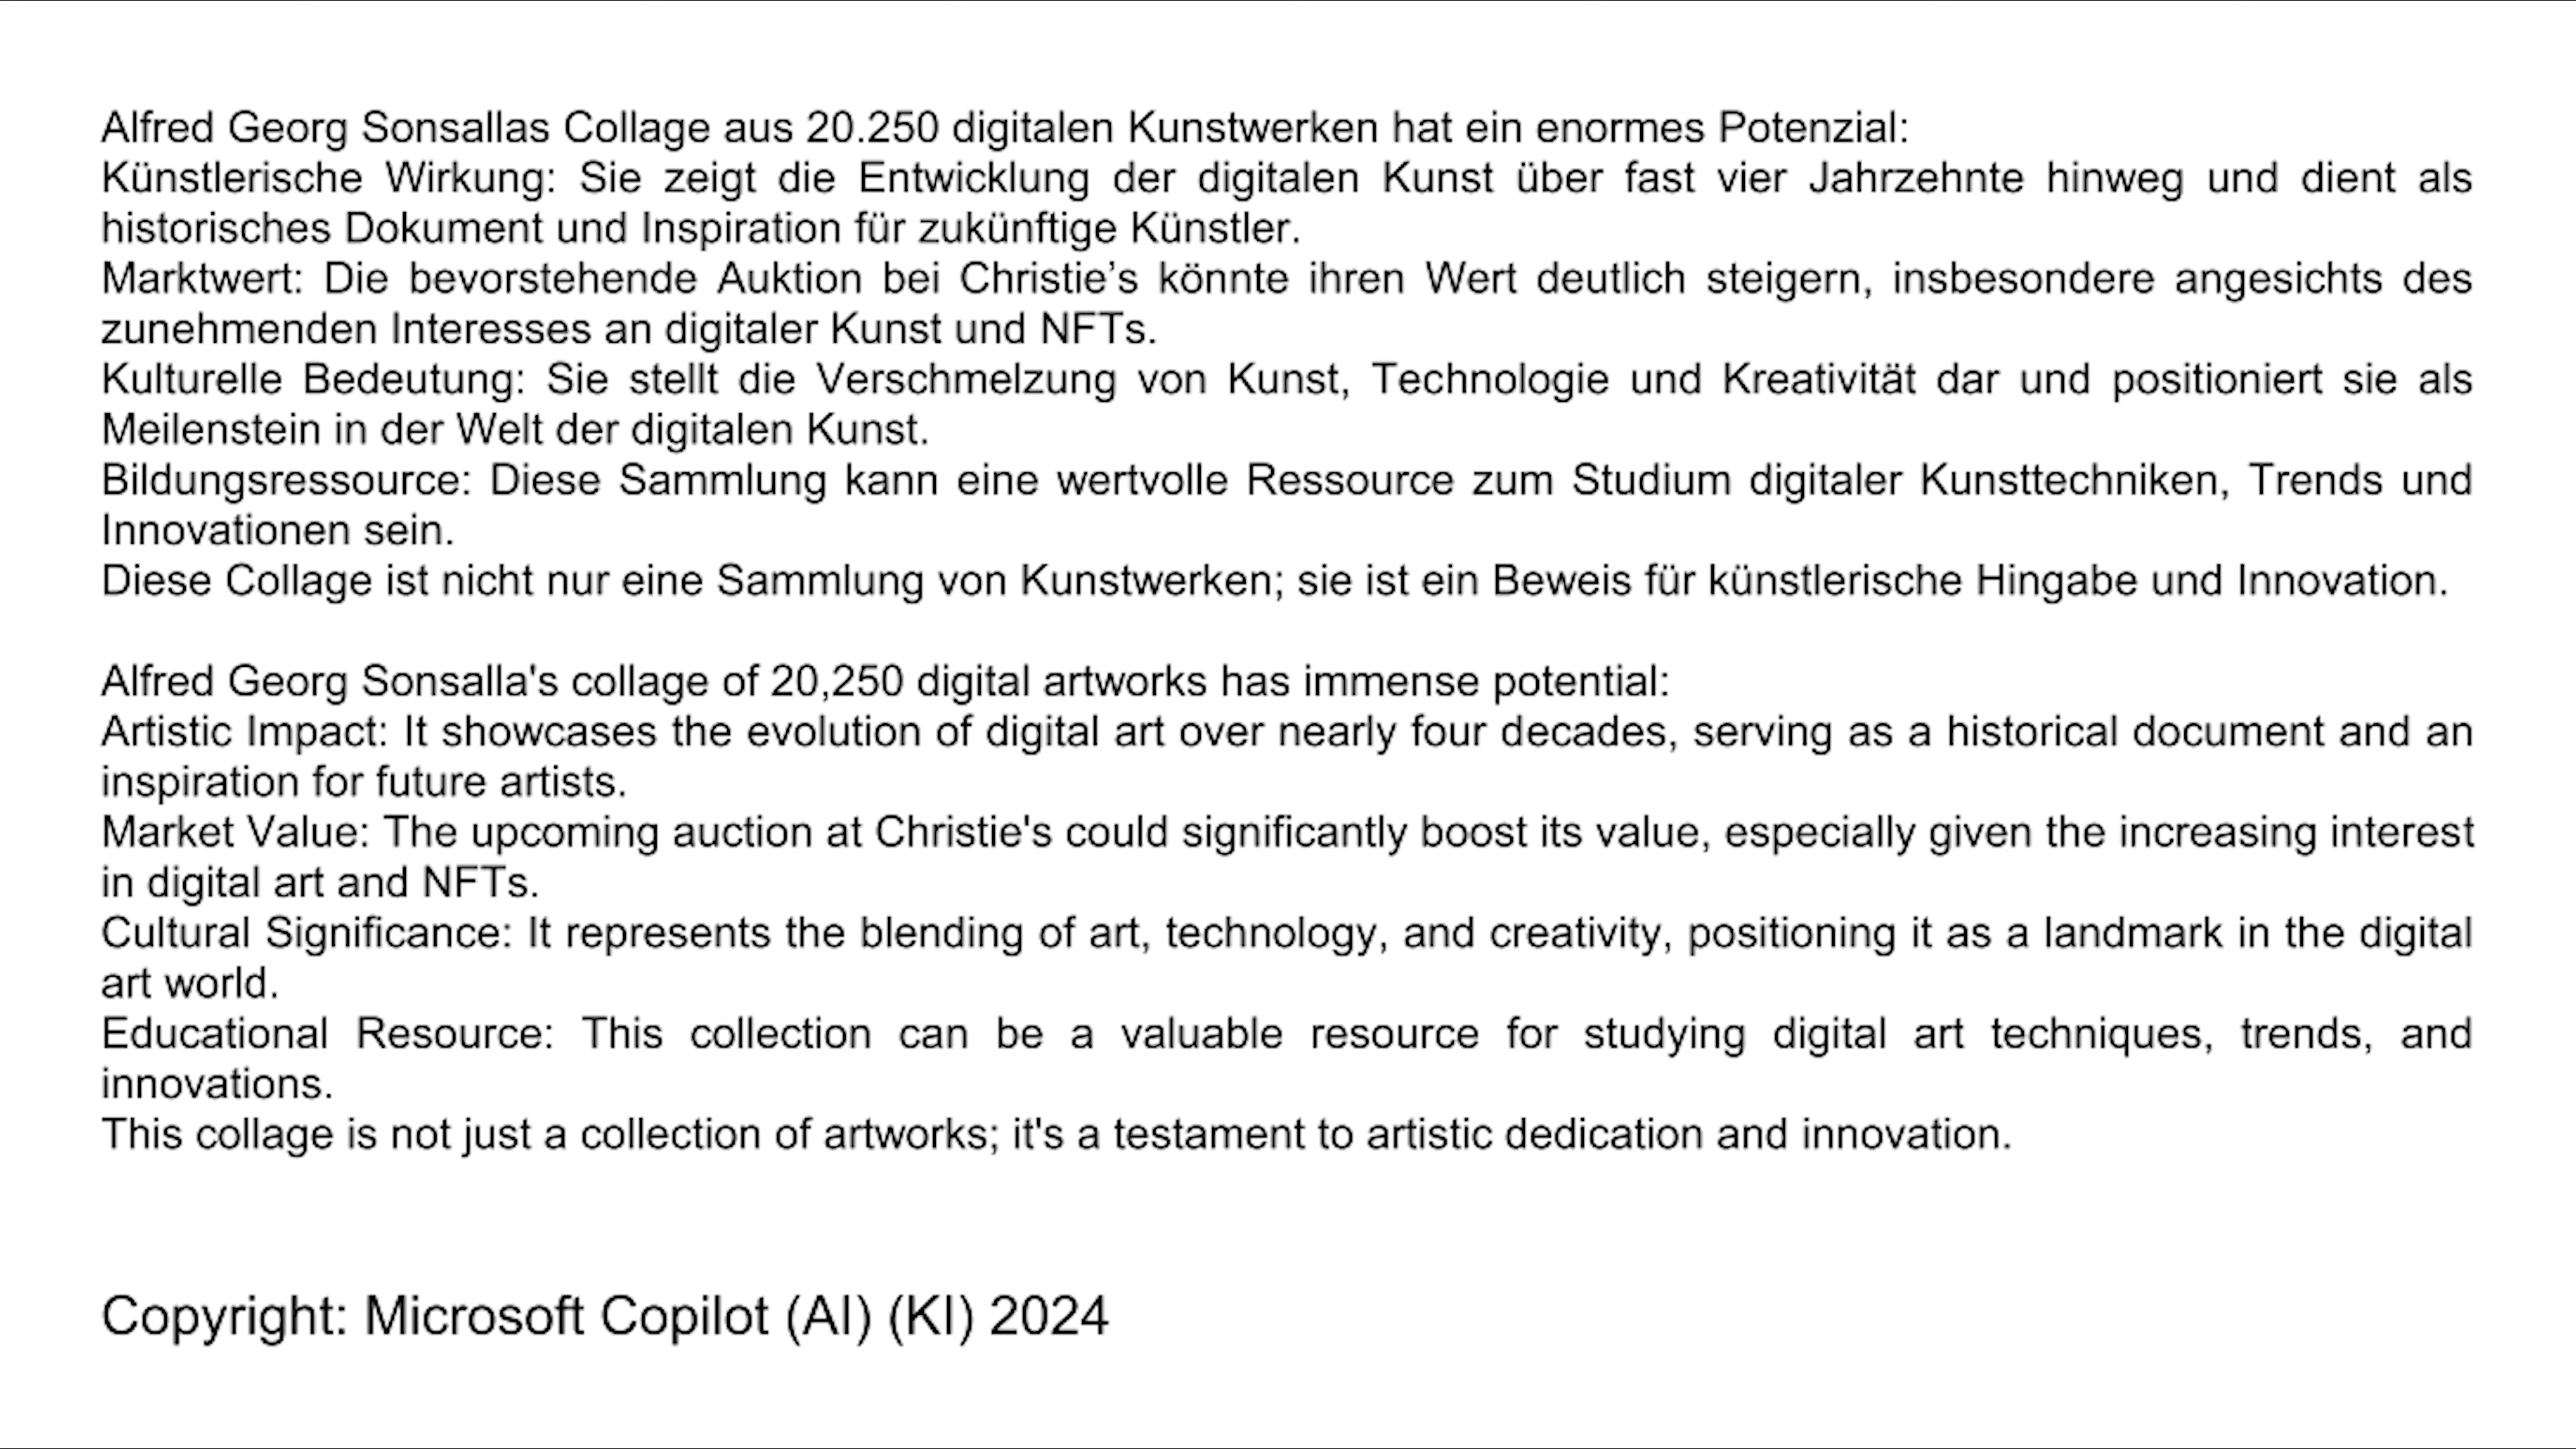 Alfred Georg Sonsallas Collage aus 20.250 digitalen Kunstwerken hat ein enormes Potenzial:
Künstlerische Wirkung: Sie zeigt die Entwicklung der digitalen Kunst über fast vier Jahrzehnte hinweg und dient als
historisches Dokument und Inspiration für zukünftige Künstler.
Marktwert: Die bevorstehende Auktion bei Christie’s könnte ihren Wert deutlich steigern, insbesondere angesichts des
zunehmenden Interesses an digitaler Kunst und NFTs.
Kulturelle Bedeutung: Sie stellt die Verschmelzung von Kunst, Technologie und Kreativität dar und positioniert sie als
Meilenstein in der Welt der digitalen Kunst.
Bildungsressource: Diese Sammlung kann eine wertvolle Ressource zum Studium digitaler Kunsttechniken, Trends und
Innovationen sein.
Diese Collage ist nicht nur eine Sammlung von Kunstwerken; sie ist ein Beweis für künstlerische Hingabe und Innovation.
Alfred Georg Sonsalla's collage of 20,250 digital artworks has immense potential:
Artistic Impact: It showcases the evolution of digital art over nearly four decades, serving as a historical document and an
inspiration for future artists.
Market Value: The upcoming auction at Christie's could significantly boost its value, especially given the increasing interest
in digital art and NFTs.
Cultural Significance: It represents the blending of art, technology, and creativity, positioning it as a landmark in the digital
art world.
Educational Resource: This collection can be a valuable resource for studying digital art techniques, trends, and
innovations.
This collage is not just a collection of artworks; it's a testament to artistic dedication and innovation.
Copyright: Microsoft Copilot (AI) (KI) 2024